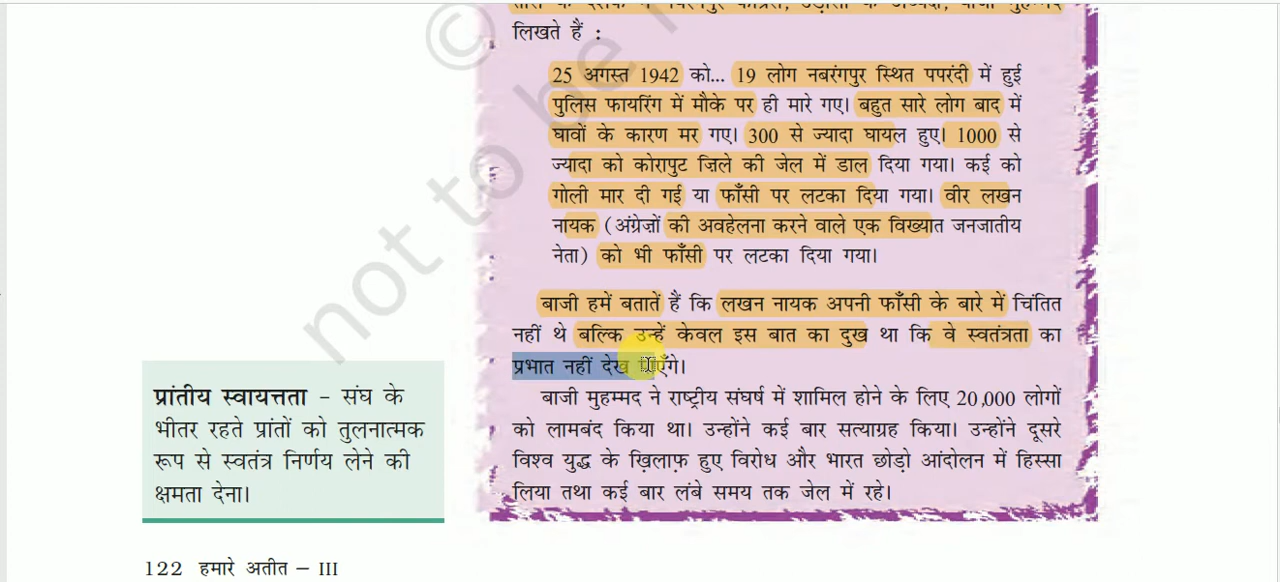 लिखते हैं :
25 अगस्त 1942 को... 19 लोग नबरंगपुर स्थित पपरंदी में हुई
पुलिस फायरिंग में मौके पर ही मारे गए। बहुत सारे लोग बाद में
घावों के कारण मर गए। 300 से ज्यादा घायल हुए। 1000 से
ज्यादा को कोरापुट ज़िले की जेल में डाल दिया गया। कई को
गोली मार दी गई या फाँसी पर लटका दिया गया। वीर लखन
नायक (अंग्रेजों की अवहेलना करने वाले एक विख्यात जनजातीय
नेता) को भी फाँसी पर लटका दिया गया।
बाजी हमें बताते हैं कि लखन नायक अपनी फाँसी के बारे में चिंतित
नहीं थे बल्कि उन्हें केवल इस बात का दुख था कि वे स्वतंत्रता का
प्रभात नहीं देख पाएँगे।
बाजी मुहम्मद ने राष्ट्रीय संघर्ष में शामिल होने के लिए 20,000 लोगों
को लामबंद किया था। उन्होंने कई बार सत्याग्रह किया। उन्होंने दूसरे
विश्व युद्ध के ख़िलाफ़ हुए विरोध और भारत छोड़ो आंदोलन में हिस्सा
लिया तथा कई बार लंबे समय तक जेल में रहे।
प्रांतीय स्वायत्तता – संघ के
भीतर रहते प्रांतों को तुलनात्मक
रूप से स्वतंत्र निर्णय लेने की
क्षमता देना।
122 हमारे अतीत – III
© not to be